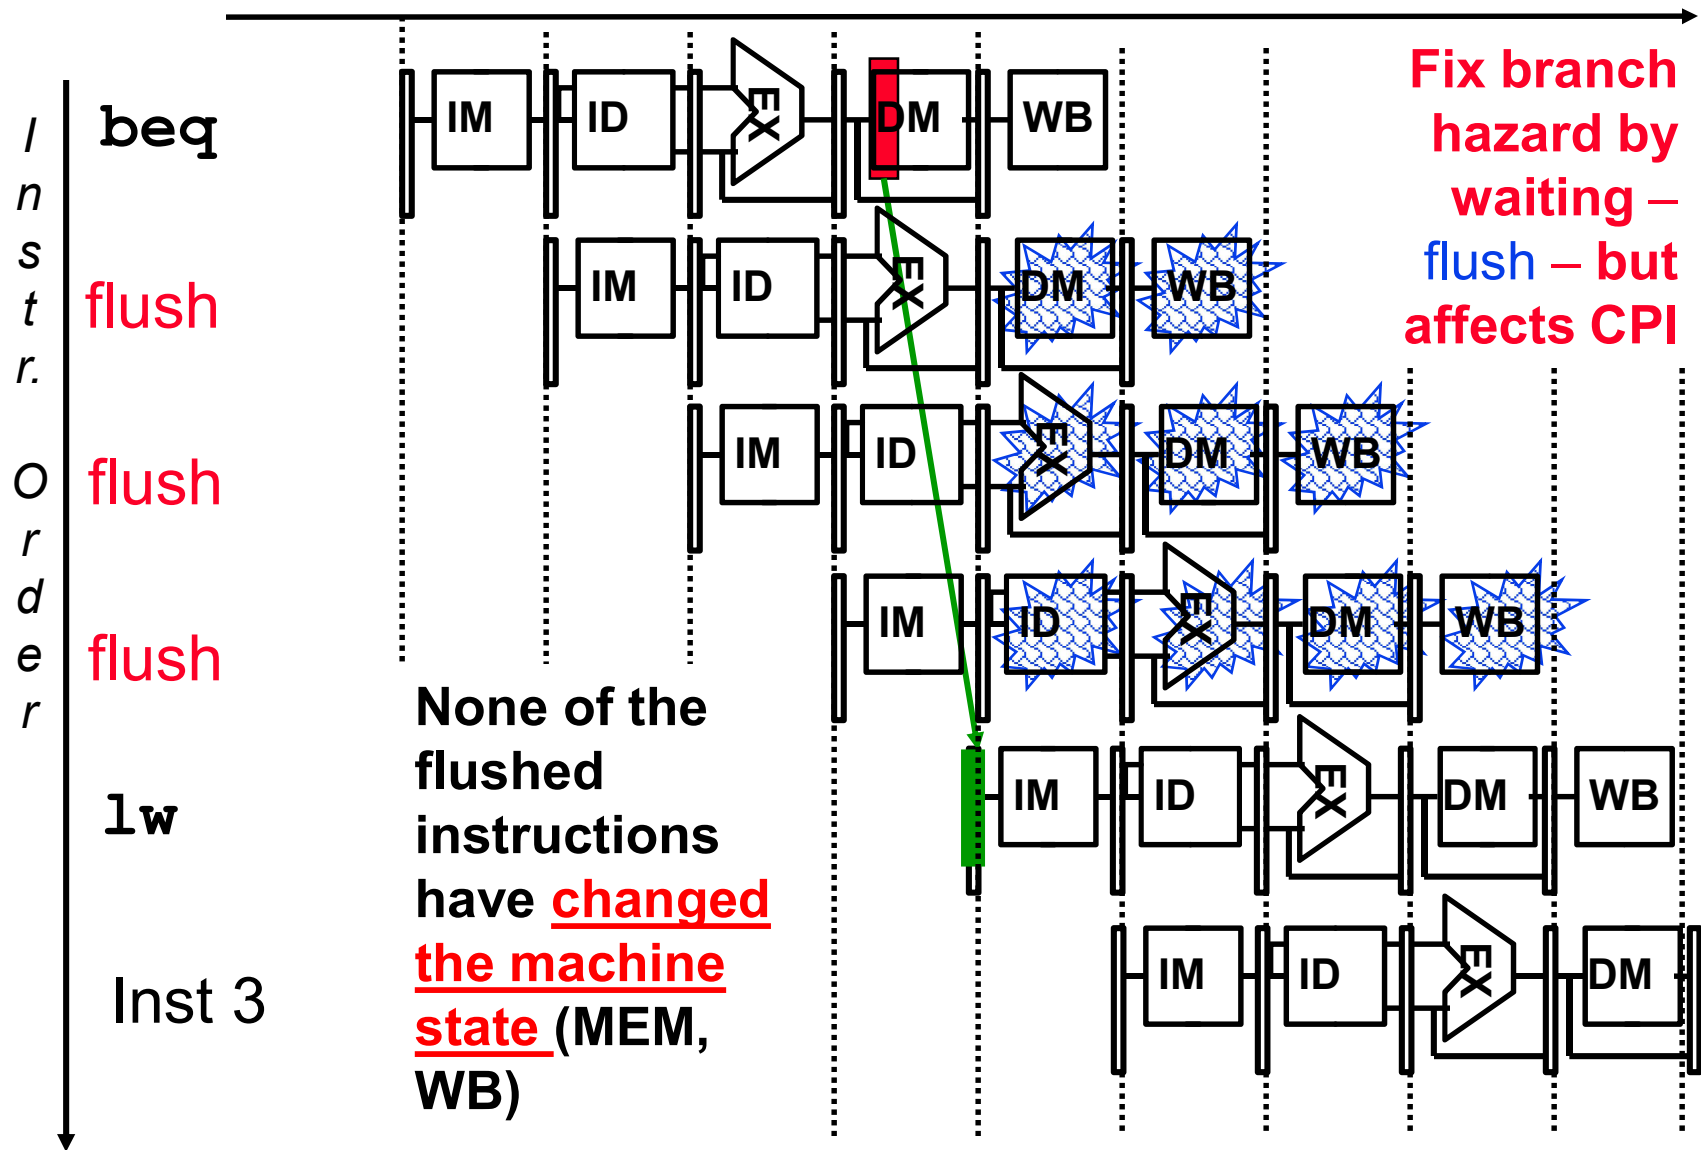 Instr. Order
beq
IM ID EX DM WB
Fix branch
hazard by
waiting –
flush – but
affects CPI
flush
IM ID EX DM WB
flush
IM ID EX DM WB
flush
IM ID EX DM WB
None of the
flushed
instructions
have changed
the machine
state (MEM,
WB)
lw
IM ID EX DM WB
Inst 3
IM ID EX DM